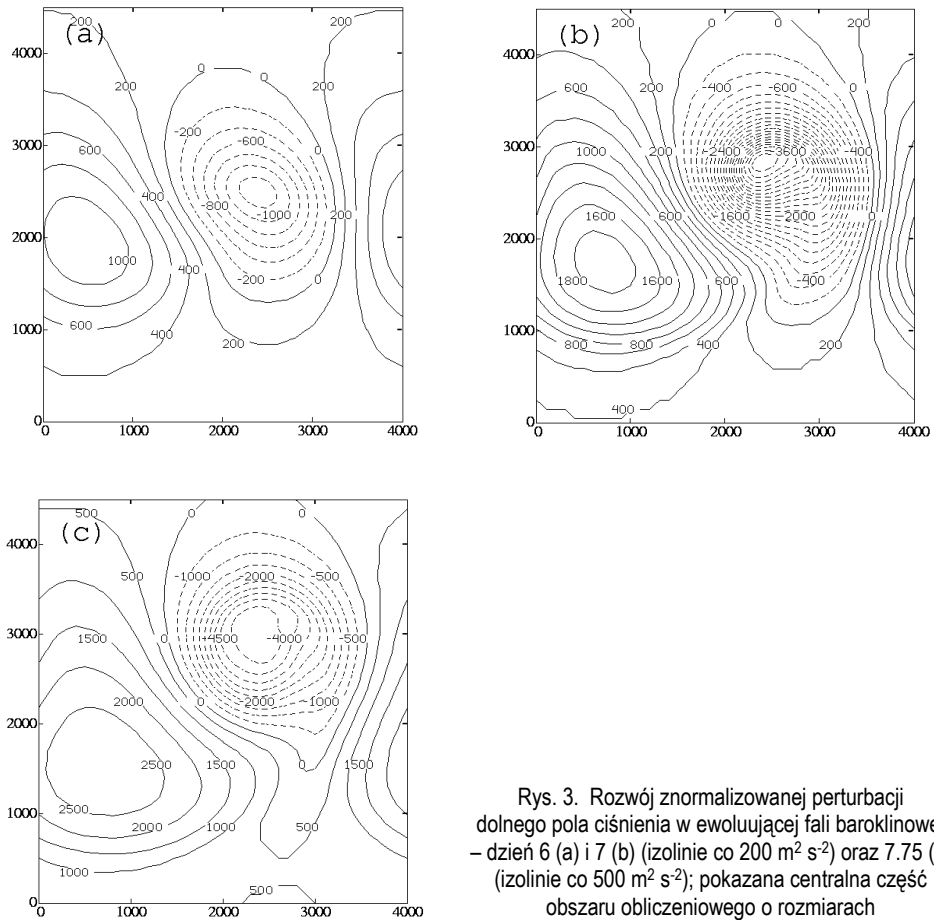 200 200
(a)
4000
0 0
200 200
3000
-200 -600
600 0
400
-800 -1000 200
2000
1000 400
-200 0
600
400
1000
200
0
0 1000 2000 3000 4000
200 0 0 200
(b)
4000
600 -400 -600 0
3000
1000 200 -2400 -3600 -400
600 1600 -2000 0
1600
2000
1800 1600 600 -400
1000
800 800 400 200
400
0
0 1000 2000 3000 4000
500 0 0
(c)
4000
500 -1000 -2000 -500 500
3000
1500 0 -4500 -4000 -500
2000 0 -2000 -1000
2000
2500 1500 0 1500
2500
2000 1000
1000
1000 500
500
0
0 1000 2000 3000 4000
Rys. 3. Rozwój znormalizowanej perturbacji
dolnego pola ciśnienia w ewoluującej fali baroklinowe
– dzień 6 (a) i 7 (b) (izolinie co 200 m² s⁻²) oraz 7.75 (
(izolinie co 500 m² s⁻²); pokazana centralna część
obszaru obliczeniowego o rozmiarach